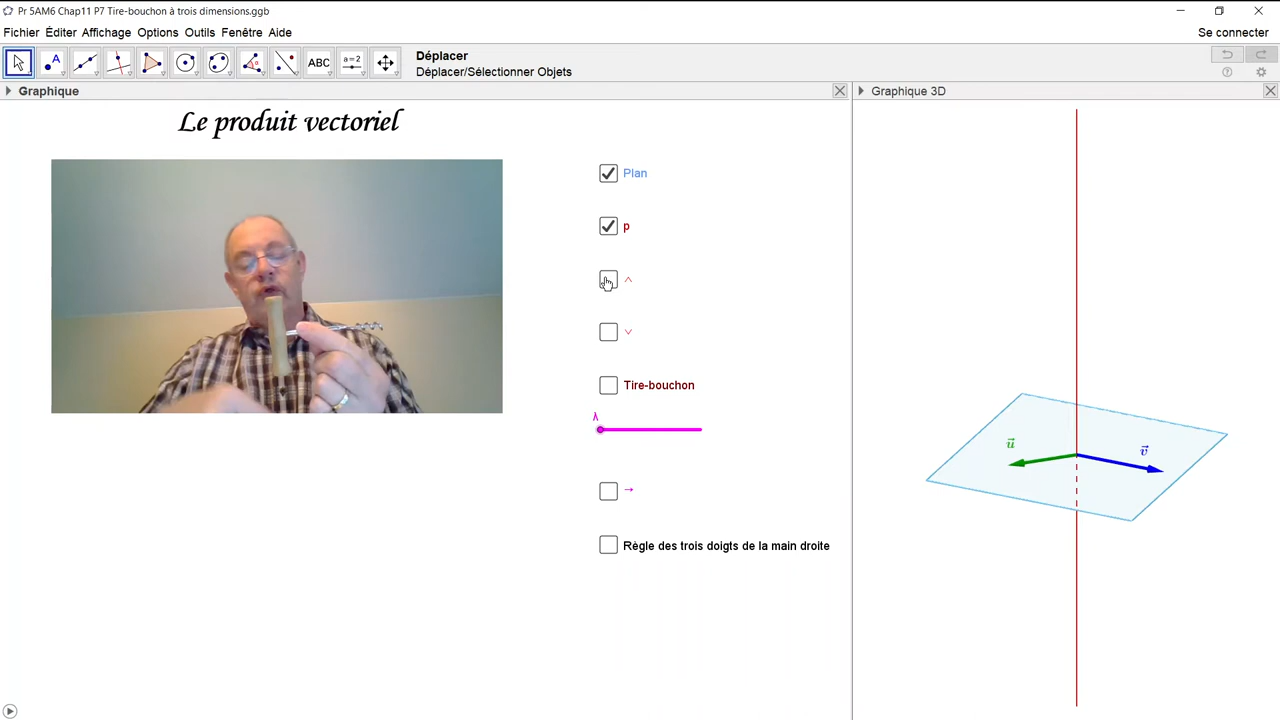 Pr 5AM6 Chap11 P7 Tire-bouchon à trois dimensions.ggb
Fichier Éditer Affichage Options Outils Fenêtre Aide
Se connecter
A
ABC
a=2
Déplacer
Déplacer/Sélectionner Objets
Graphique
Graphique 3D
Le produit vectoriel
Plan
p
^
v
Tire-bouchon
λ
→
Règle des trois doigts de la main droite
u⃗
v⃗